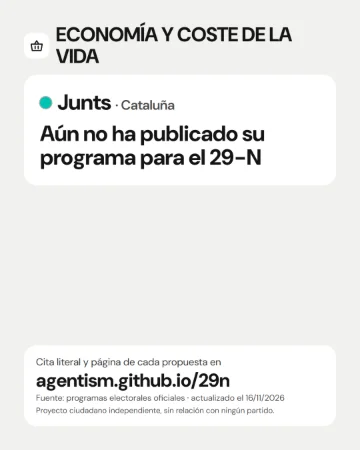 ECONOMÍA Y COSTE DE LA
VIDA
Junts · Cataluña
Aún no ha publicado su
programa para el 29-N
Cita literal y página de cada propuesta en
agentism.github.io/29n
Fuente: programas electorales oficiales · actualizado el 16/11/2026
Proyecto ciudadano independiente, sin relación con ningún partido.